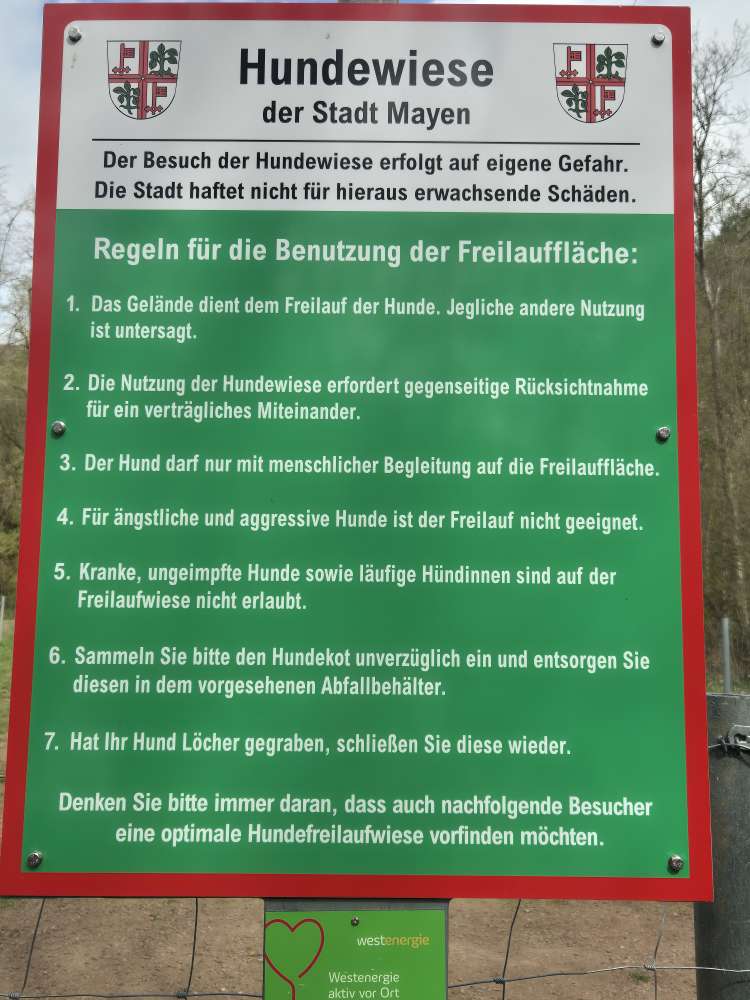 Hundewiese
der Stadt Mayen
Der Besuch der Hundewiese erfolgt auf eigene Gefahr.
Die Stadt haftet nicht für hieraus erwachsende Schäden.
Regeln für die Benutzung der Freilauffläche:
1. Das Gelände dient dem Freilauf der Hunde. Jegliche andere Nutzung
ist untersagt.
2. Die Nutzung der Hundewiese erfordert gegenseitige Rücksichtnahme
für ein verträgliches Miteinander.
3. Der Hund darf nur mit menschlicher Begleitung auf die Freilauffläche.
4. Für ängstliche und aggressive Hunde ist der Freilauf nicht geeignet.
5. Kranke, ungeimpfte Hunde sowie läufige Hündinnen sind auf der
Freilaufwiese nicht erlaubt.
6. Sammeln Sie bitte den Hundekot unverzüglich ein und entsorgen Sie
diesen in dem vorgesehenen Abfallbehälter.
7. Hat Ihr Hund Löcher gegraben, schließen Sie diese wieder.
Denken Sie bitte immer daran, dass auch nachfolgende Besucher
eine optimale Hundefreilaufwiese vorfinden möchten.
westenergie
Westenergie
aktiv vor Ort